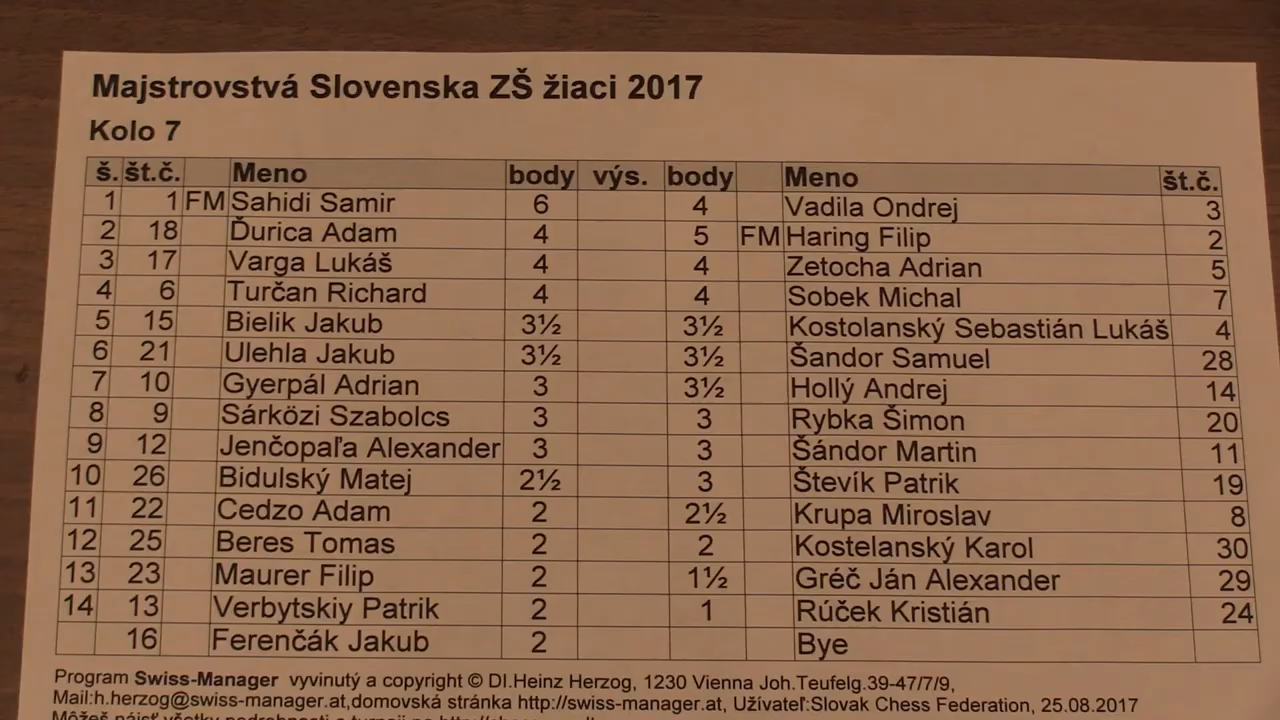 Majstrovstvá Slovenska ZŠ žiaci 2017
Kolo 7
š. št.č. Meno body výs. body Meno št.č.
1 1 FM Sahidi Samir 6 4 Vadila Ondrej 3
2 18 Ďurica Adam 4 5 FM Haring Filip 2
3 17 Varga Lukáš 4 4 Zetocha Adrian 5
4 6 Turčan Richard 4 4 Sobek Michal 7
5 15 Bielik Jakub 3½ 3½ Kostolanský Sebastián Lukáš 4
6 21 Ulehla Jakub 3½ 3½ Šandor Samuel 28
7 10 Gyerpál Adrian 3 3½ Hollý Andrej 14
8 9 Sárközi Szabolcs 3 3 Rybka Šimon 20
9 12 Jenčopaľa Alexander 3 3 Šándor Martin 11
10 26 Bidulský Matej 2½ 3 Števík Patrik 19
11 22 Cedzo Adam 2 2½ Krupa Miroslav 8
12 25 Beres Tomas 2 2 Kostelanský Karol 30
13 23 Maurer Filip 2 1½ Gréč Ján Alexander 29
14 13 Verbytskiy Patrik 2 1 Rúček Kristián 24
16 Ferenčák Jakub 2 Bye
Program Swiss-Manager vyvinutý a copyright © DI.Heinz Herzog, 1230 Vienna Joh.Teufelg.39-47/7/9,
Mail:h.herzog@swiss-manager.at,domovská stránka http://swiss-manager.at, Užívateľ:Slovak Chess Federation, 25.08.2017
Môžeš nájsť všetky podrobnosti o turnaji na